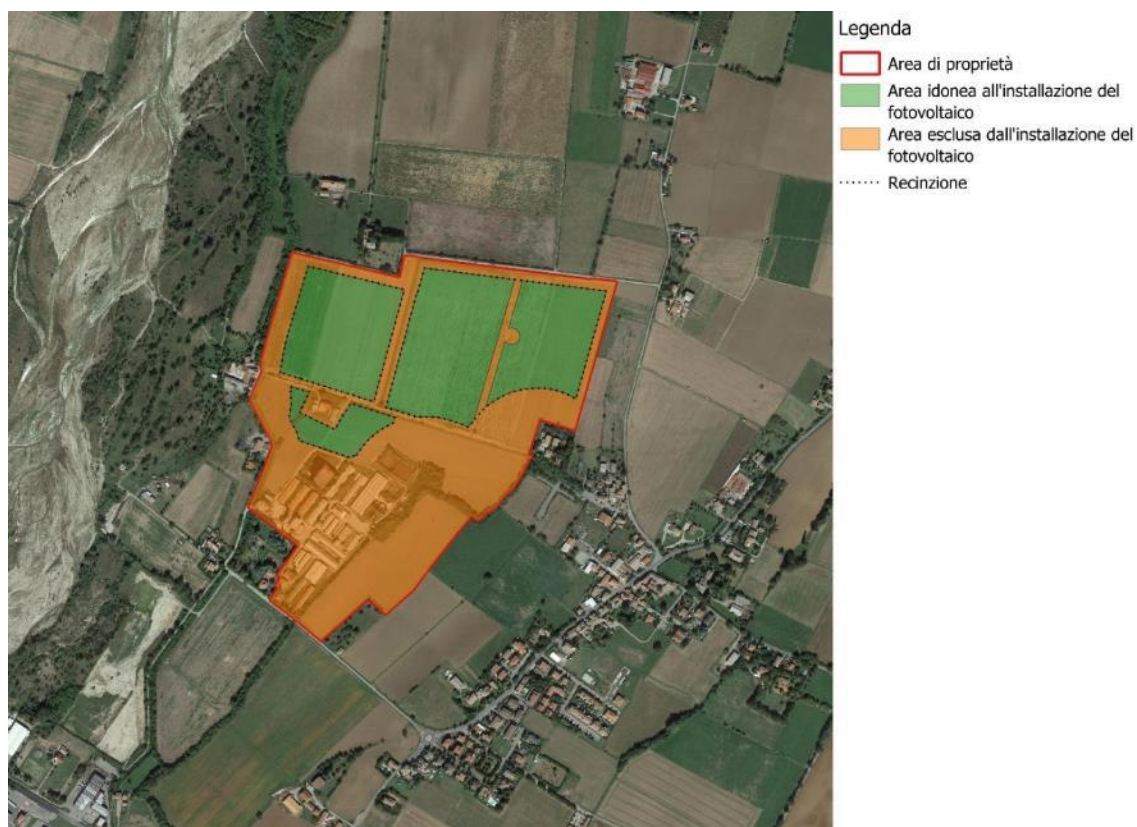 Legenda
Area di proprietà
Area idonea all'installazione del
fotovoltaico
Area esclusa dall'installazione del
fotovoltaico
Recinzione